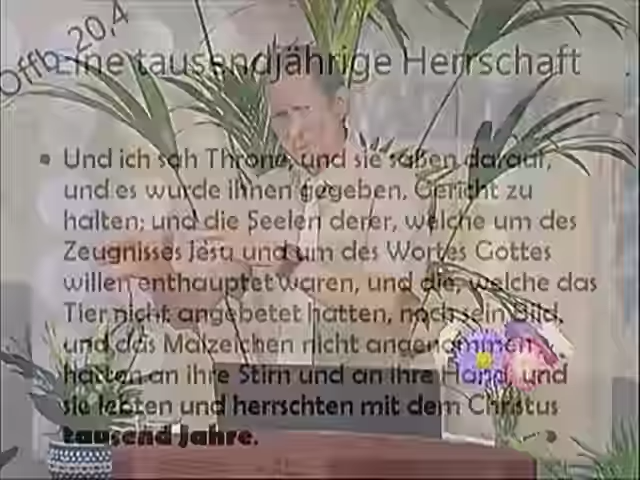 Offb. 20,4
Eine tausendjährige Herrschaft
• Und ich sah Throne, und sie saßen darauf,
und es wurde ihnen gegeben, Gericht zu
halten; und die Seelen derer, welche um des
Zeugnisses Jesu und um des Wortes Gottes
willen enthauptet waren, und die, welche das
Tier nicht angebetet hatten, noch sein Bild,
und das Malzeichen nicht angenommen
hatten an ihre Stirn und an ihre Hand, und
sie lebten und herrschten mit dem Christus
tausend Jahre.